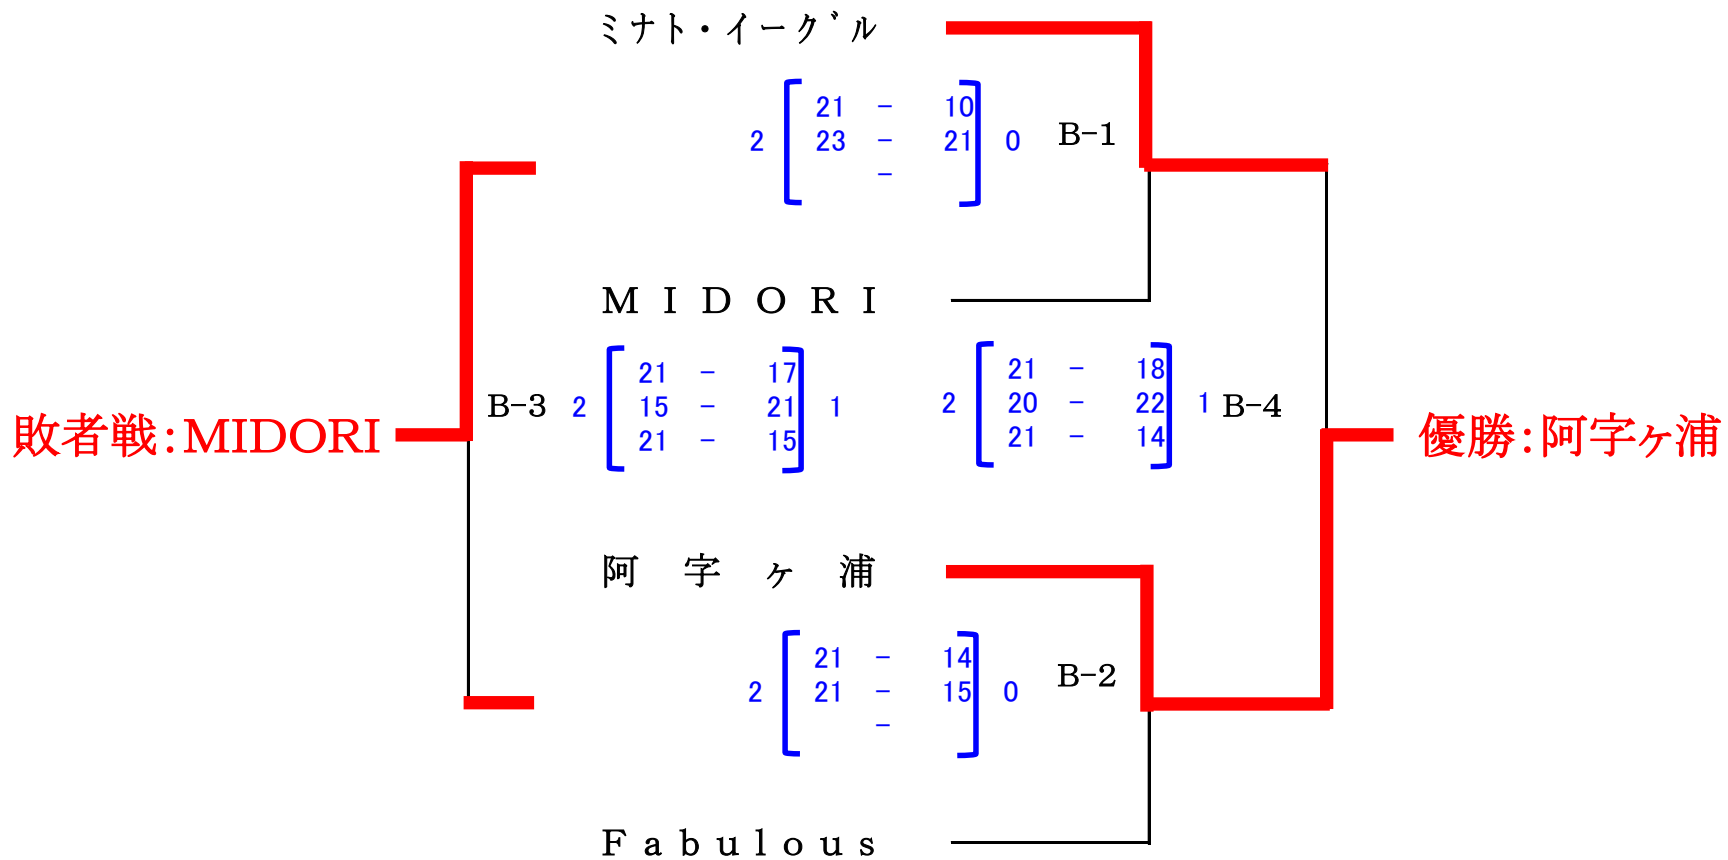 ミナト・イーグル
21 - 10
2 23 - 21 0 B-1
-
MIDORI
21 - 17
B-3 2 15 - 21 1
21 - 15
21 - 18
2 20 - 22 1 B-4
21 - 14
敗者戦:MIDORI
優勝:阿字ヶ浦
阿字ヶ浦
21 - 14
2 21 - 15 0 B-2
-
Fabulous